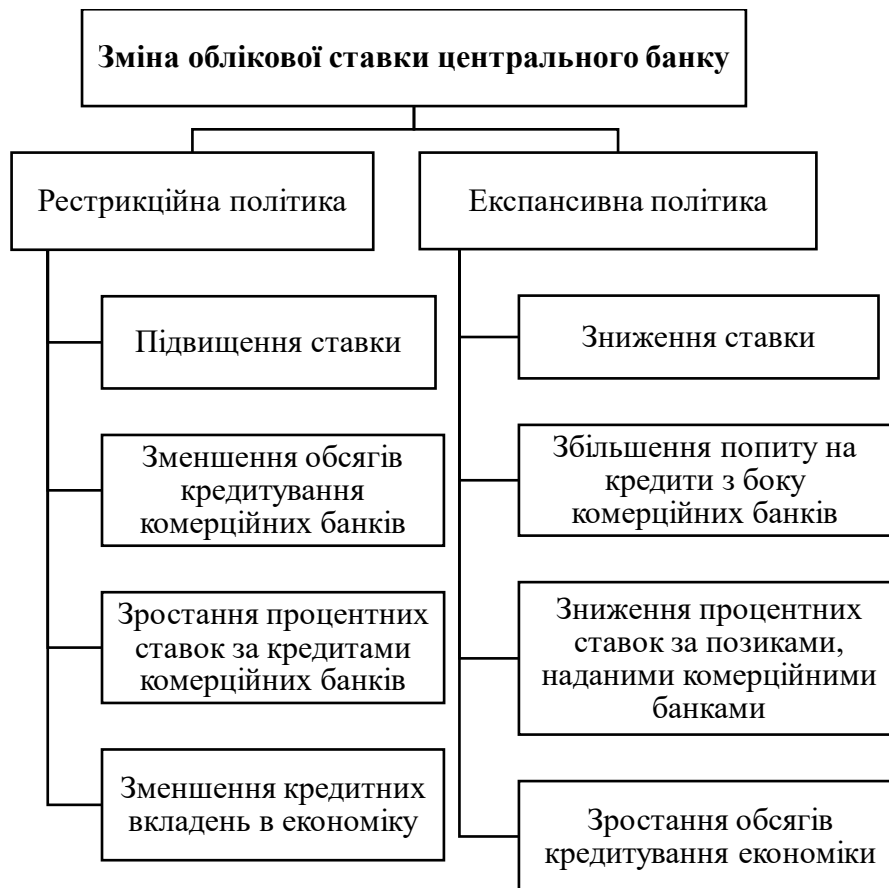 Зміна облікової ставки центрального банку
Рестрикційна політика
Експансивна політика
Підвищення ставки
Зменшення обсягів
кредитування
комерційних банків
Зростання процентних
ставок за кредитами
комерційних банків
Зменшення кредитних
вкладень в економіку
Зниження ставки
Збільшення попиту на
кредити з боку
комерційних банків
Зниження процентних
ставок за позиками,
наданими комерційними
банками
Зростання обсягів
кредитування економіки